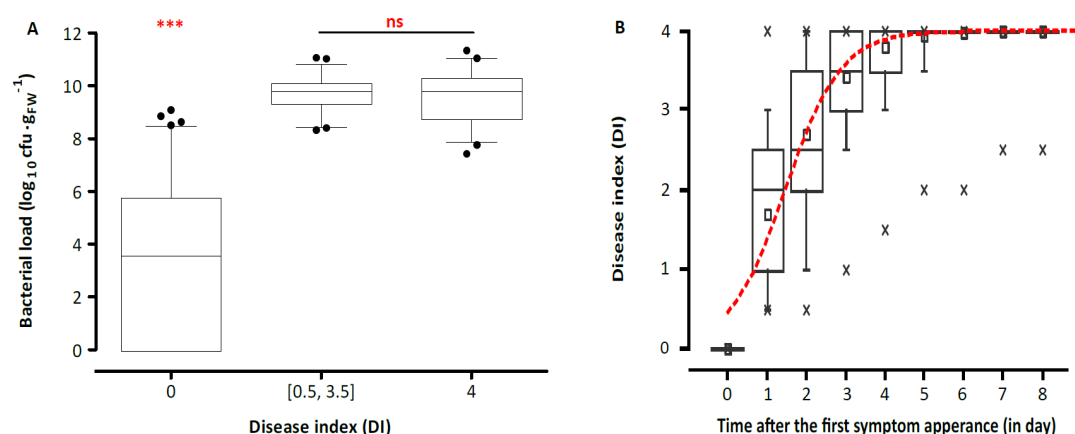 A
***
ns
12
10
8
6
4
2
0
Bacterial load (log10 cfu·gFW-1)
0
[0.5, 3.5]
4
Disease index (DI)
B
4
3
2
1
0
Disease index (DI)
0 1 2 3 4 5 6 7 8
Time after the first symptom apperance (in day)